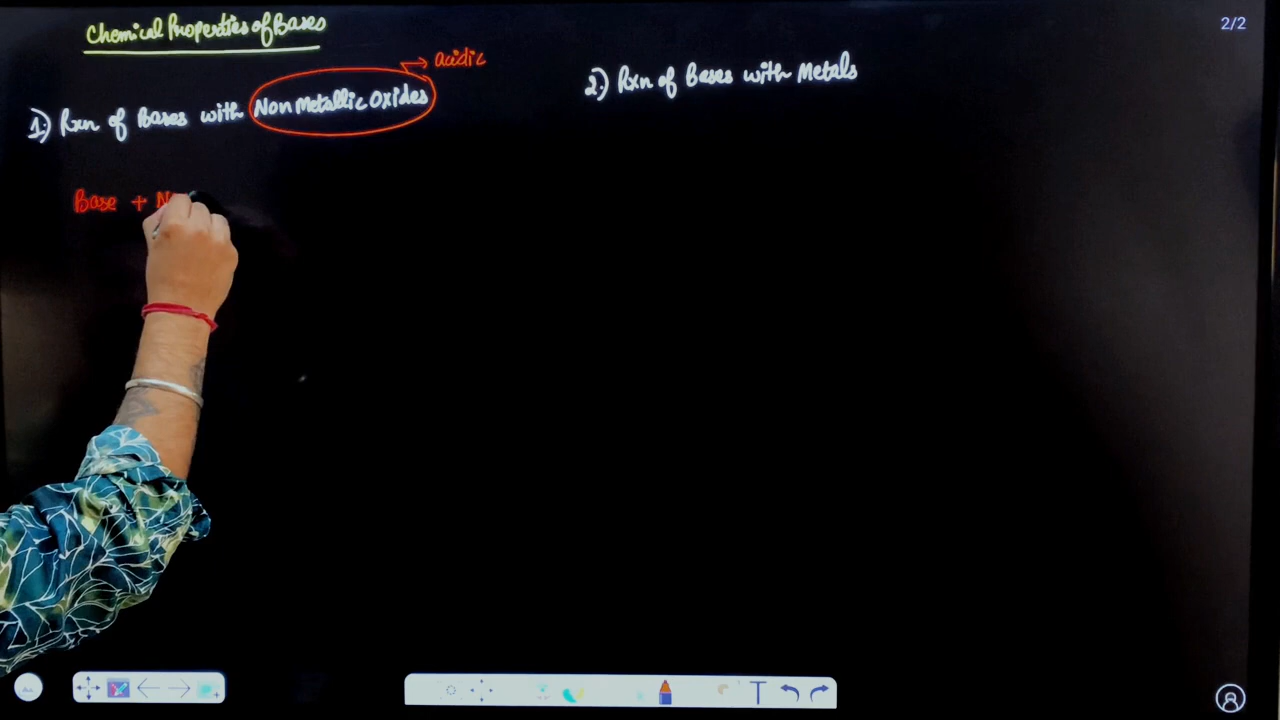 Chemical Properties of Bases
1.) Rxn of Bases with Non Metallic Oxides → acidic
Base + N
2.) Rxn of Bases with Metals
2/2
T